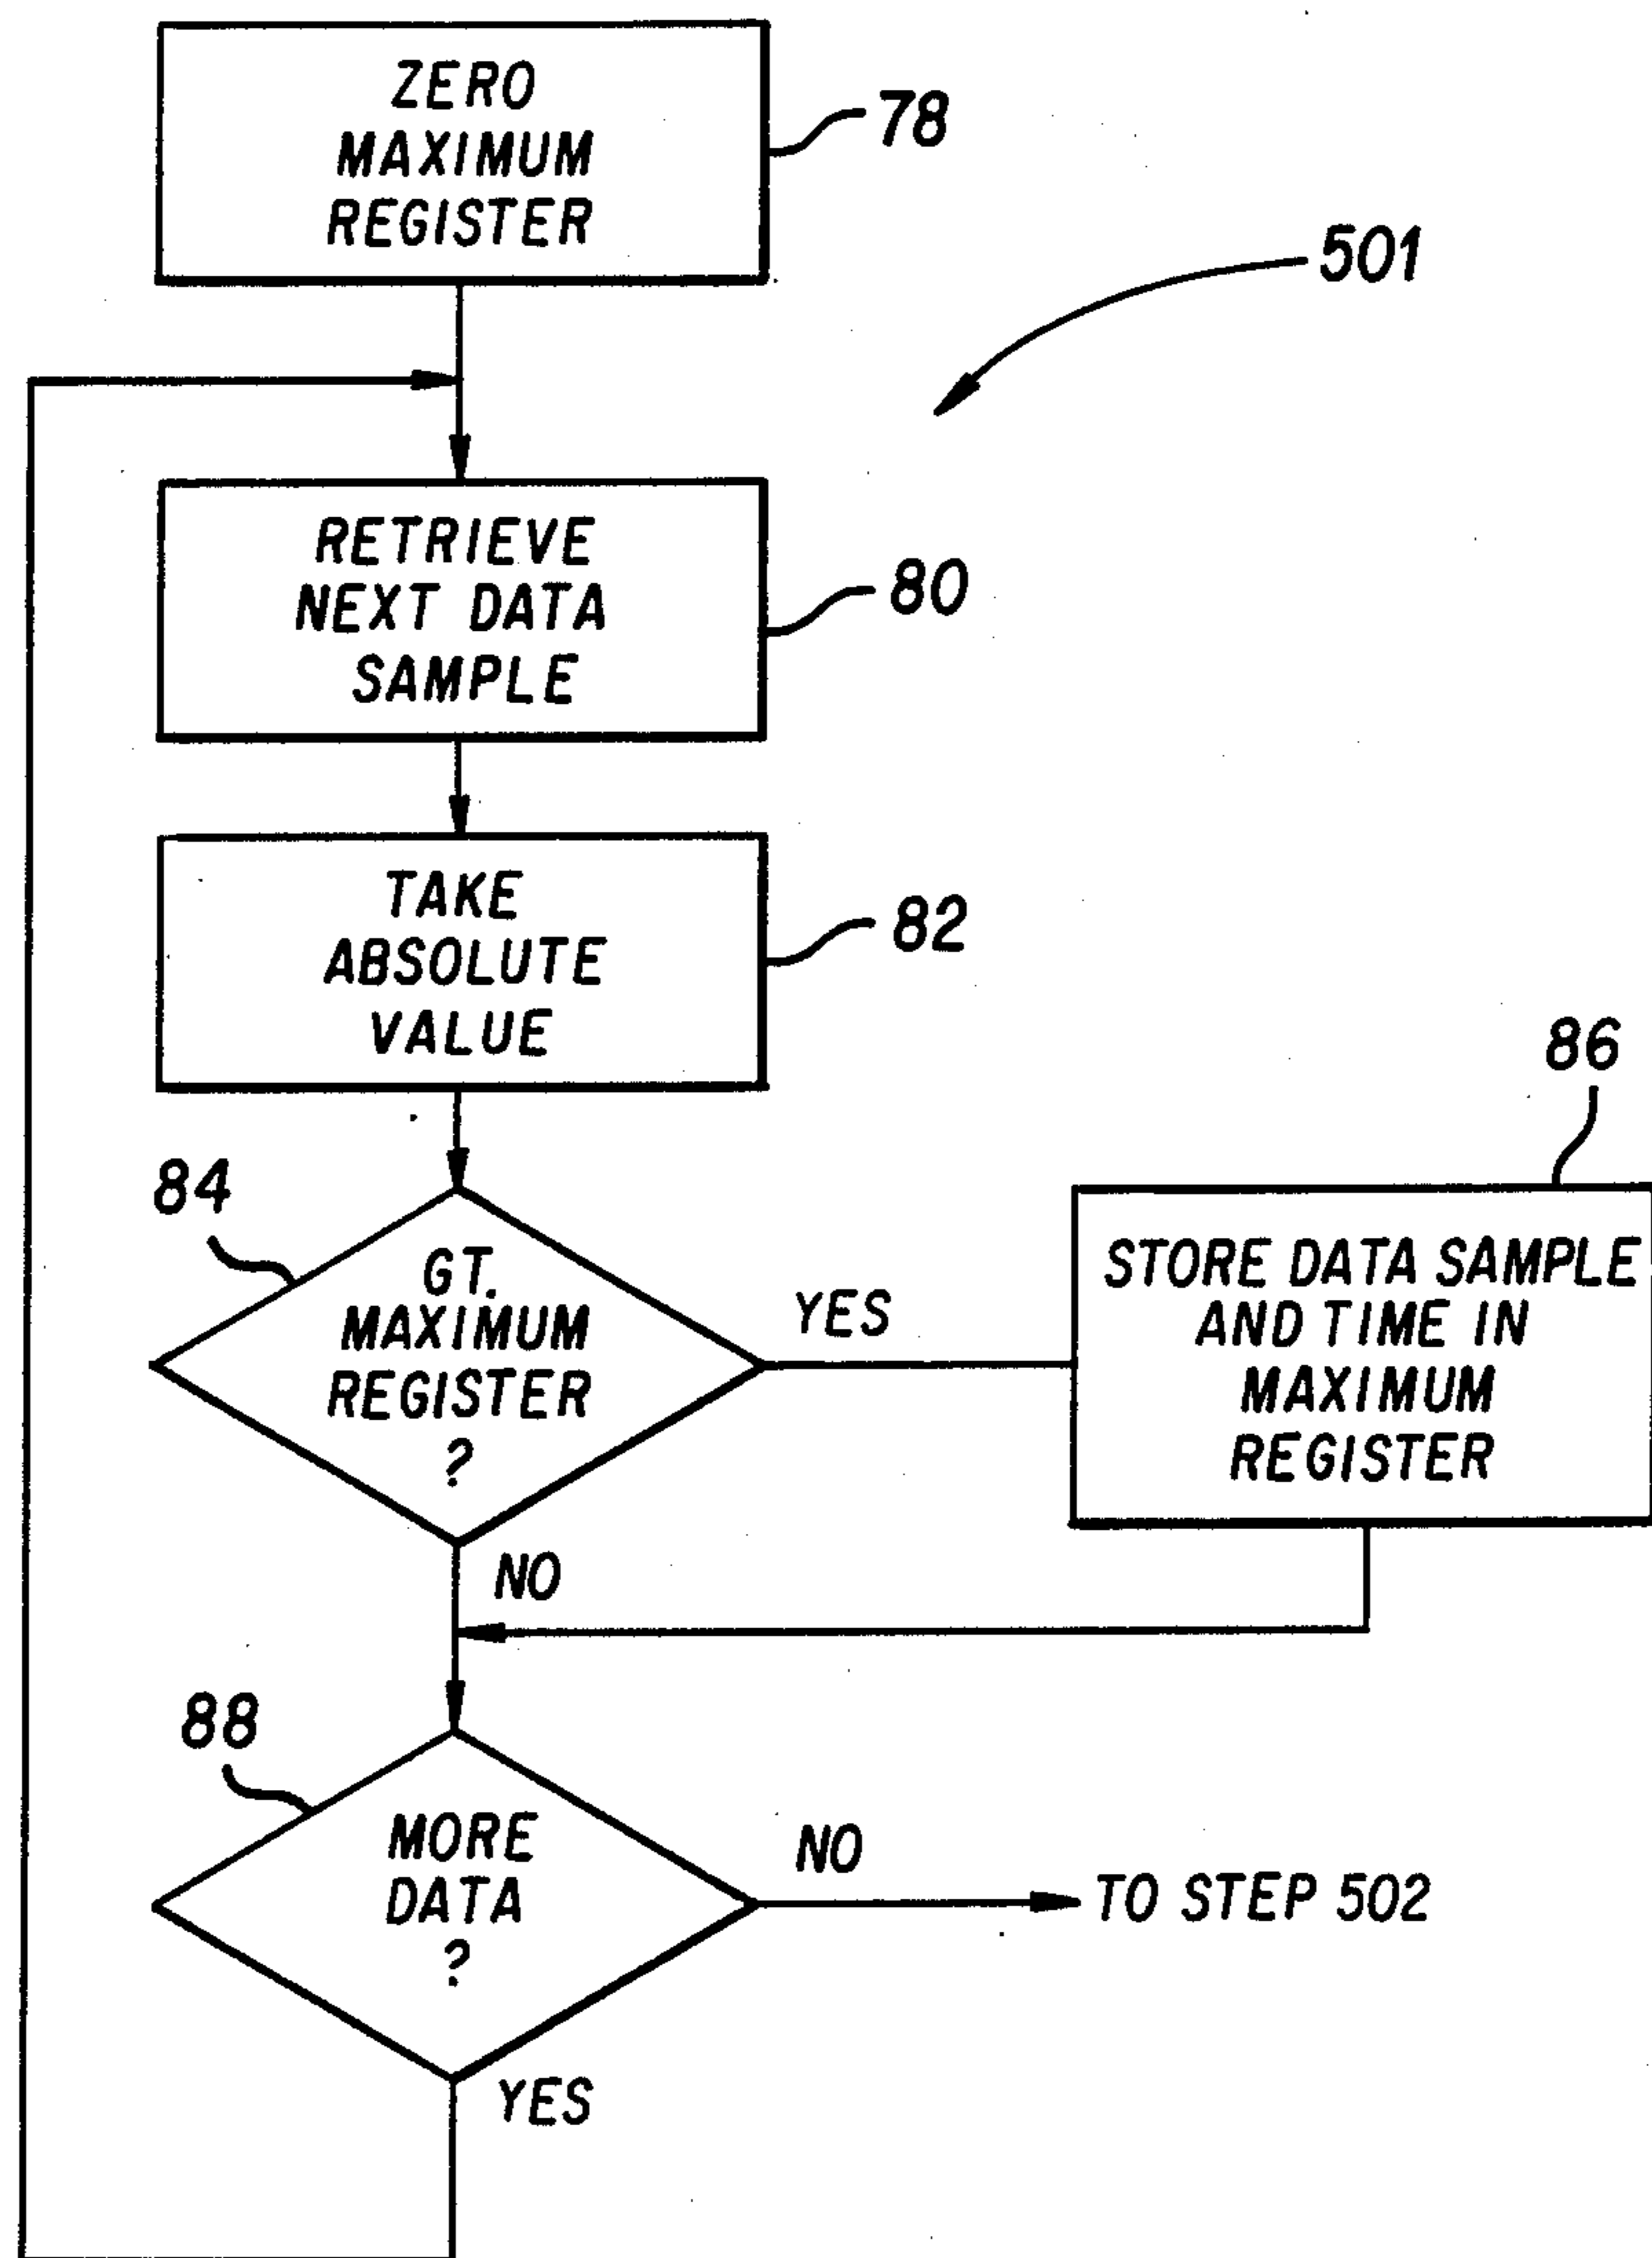 ZERO
MAXIMUM
REGISTER
78
501
RETRIEVE
NEXT DATA
SAMPLE
80
TAKE
ABSOLUTE
VALUE
82
84
GT.
MAXIMUM
REGISTER
?
YES
NO
86
STORE DATA SAMPLE
AND TIME IN
MAXIMUM
REGISTER
88
MORE
DATA
?
NO
TO STEP 502
YES